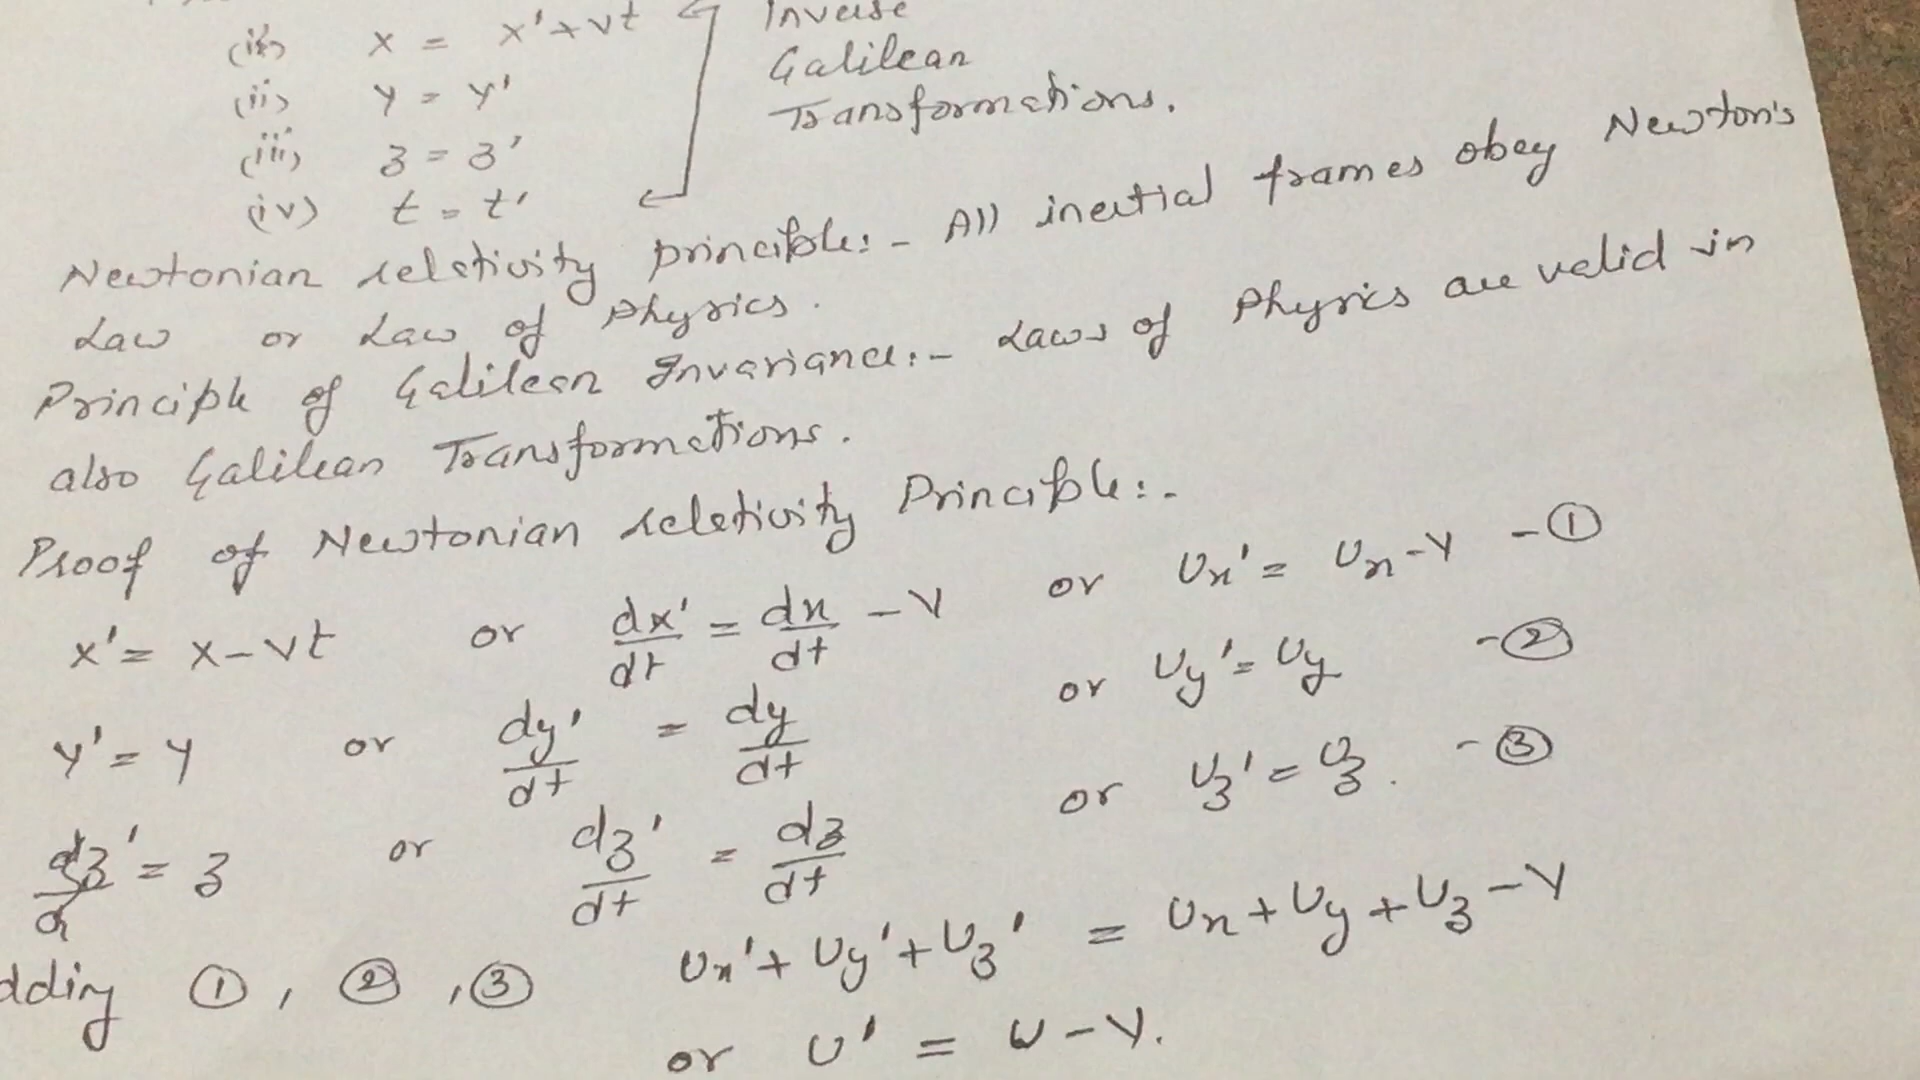 (i) x = x'+vt Inverse
(ii) y = y' Galilean
(iii) z = z' Transformations.
(iv) t = t'
Newtonian relativity principle:- All inertial frames obey Newton's
Law or Law of Physics.
Principle of Galilean Invariance:- Laws of Physics are valid in
also Galilean Transformations.
Proof of Newtonian relativity Principle:-
x' = x-vt or dx'/dt = dx/dt - v or Ux' = Ux-v -①
y' = y or dy'/dt = dy/dt or Uy' = Uy -②
z' = z or dz'/dt = dz/dt or Uz' = Uz. -③
dding ①, ②, ③ Ux'+Uy'+Uz' = Ux+Uy+Uz-v
or U' = U-v.